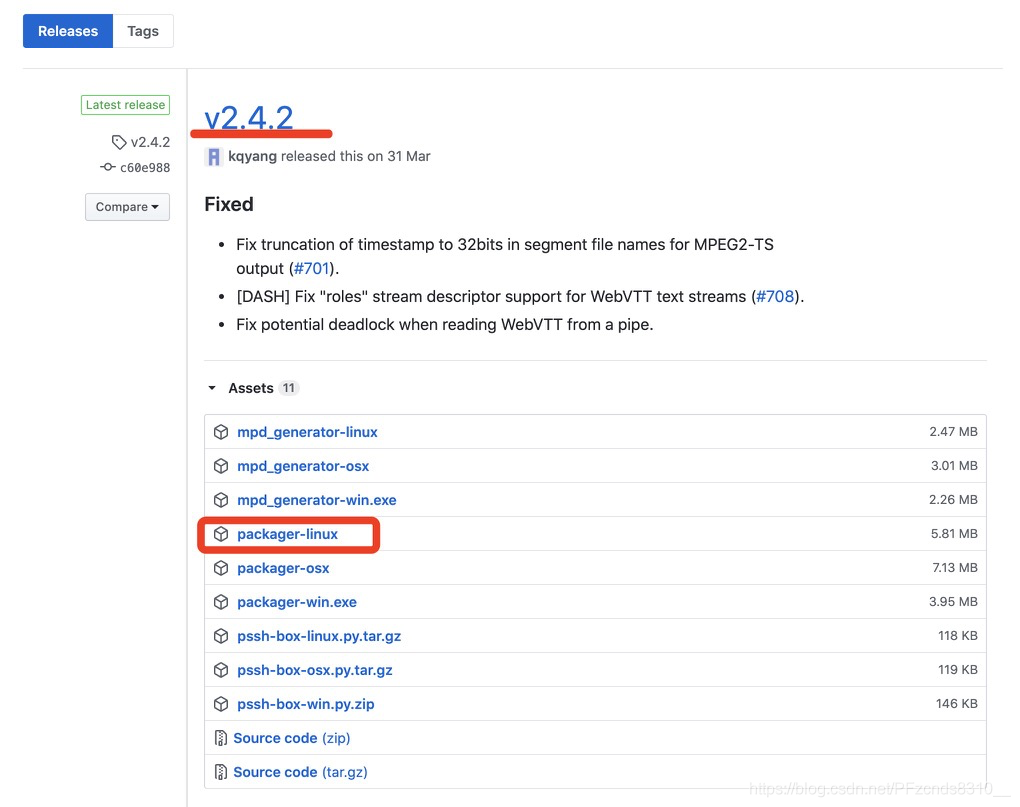 Releases Tags
Latest release
v2.4.2
c60e988
Compare
v2.4.2
kqyang released this on 31 Mar
Fixed
• Fix truncation of timestamp to 32bits in segment file names for MPEG2-TS
output (#701).
• [DASH] Fix "roles" stream descriptor support for WebVTT text streams (#708).
• Fix potential deadlock when reading WebVTT from a pipe.
Assets 11
mpd_generator-linux 2.47 MB
mpd_generator-osx 3.01 MB
mpd_generator-win.exe 2.26 MB
packager-linux 5.81 MB
packager-osx 7.13 MB
packager-win.exe 3.95 MB
pssh-box-linux.py.tar.gz 118 KB
pssh-box-osx.py.tar.gz 119 KB
pssh-box-win.py.zip 146 KB
Source code (zip)
Source code (tar.gz)
https://blog.csdn.net/PFzcnds8310__